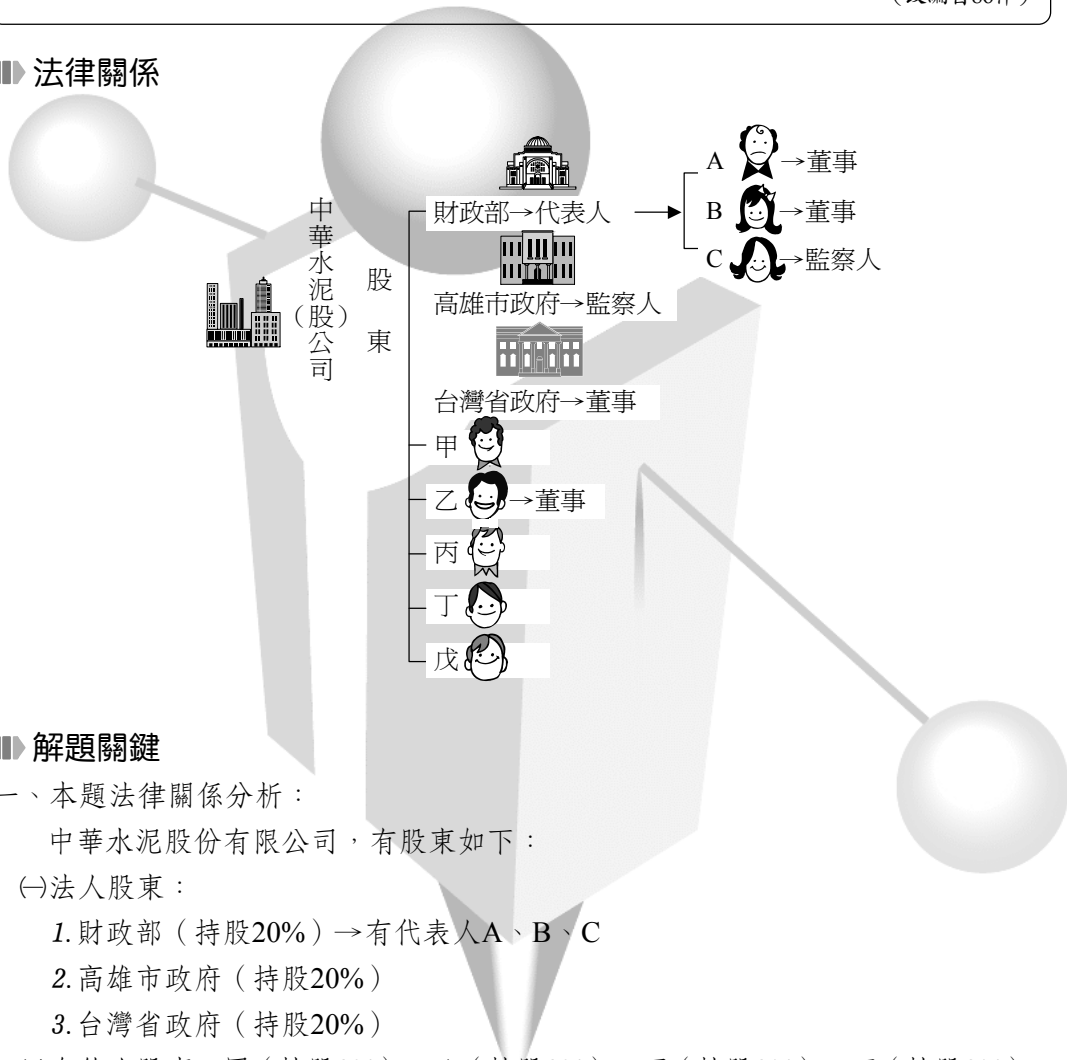 法律關係
中華水泥（股）公司
股東
財政部→代表人
A →董事
B →董事
C →監察人
高雄市政府→監察人
台灣省政府→董事
甲
乙 →董事
丙
丁
戊
解題關鍵
一、本題法律關係分析：
中華水泥股份有限公司，有股東如下：
㈠法人股東：
1.財政部（持股20%）→有代表人A、B、C
2.高雄市政府（持股20%）
3.台灣省政府（持股20%）